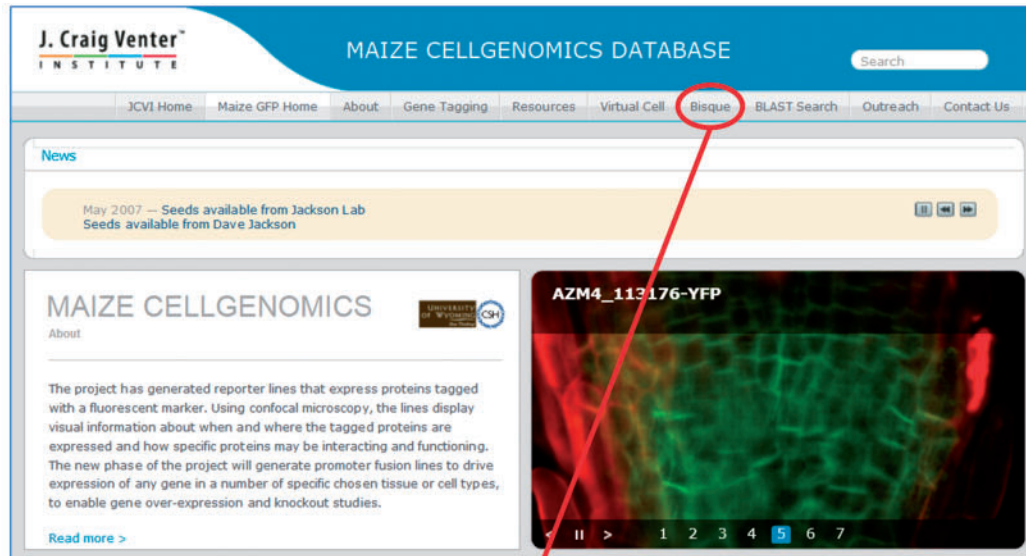 J. Craig Venter™
INSTITUTE
MAIZE CELLGENOMICS DATABASE
Search
JCVI Home Maize GFP Home About Gene Tagging Resources Virtual Cell Bisque BLAST Search Outreach Contact Us
News
May 2007 — Seeds available from Jackson Lab
Seeds available from Dave Jackson
MAIZE CELLGENOMICS
About
UNIVERSITY
OF WYOMING
CSH
The project has generated reporter lines that express proteins tagged
with a fluorescent marker. Using confocal microscopy, the lines display
visual information about when and where the tagged proteins are
expressed and how specific proteins may be interacting and functioning.
The new phase of the project will generate promoter fusion lines to drive
expression of any gene in a number of specific chosen tissue or cell types,
to enable gene over-expression and knockout studies.
Read more >
AZM4_113176-YFP
< II > 1 2 3 4 5 6 7